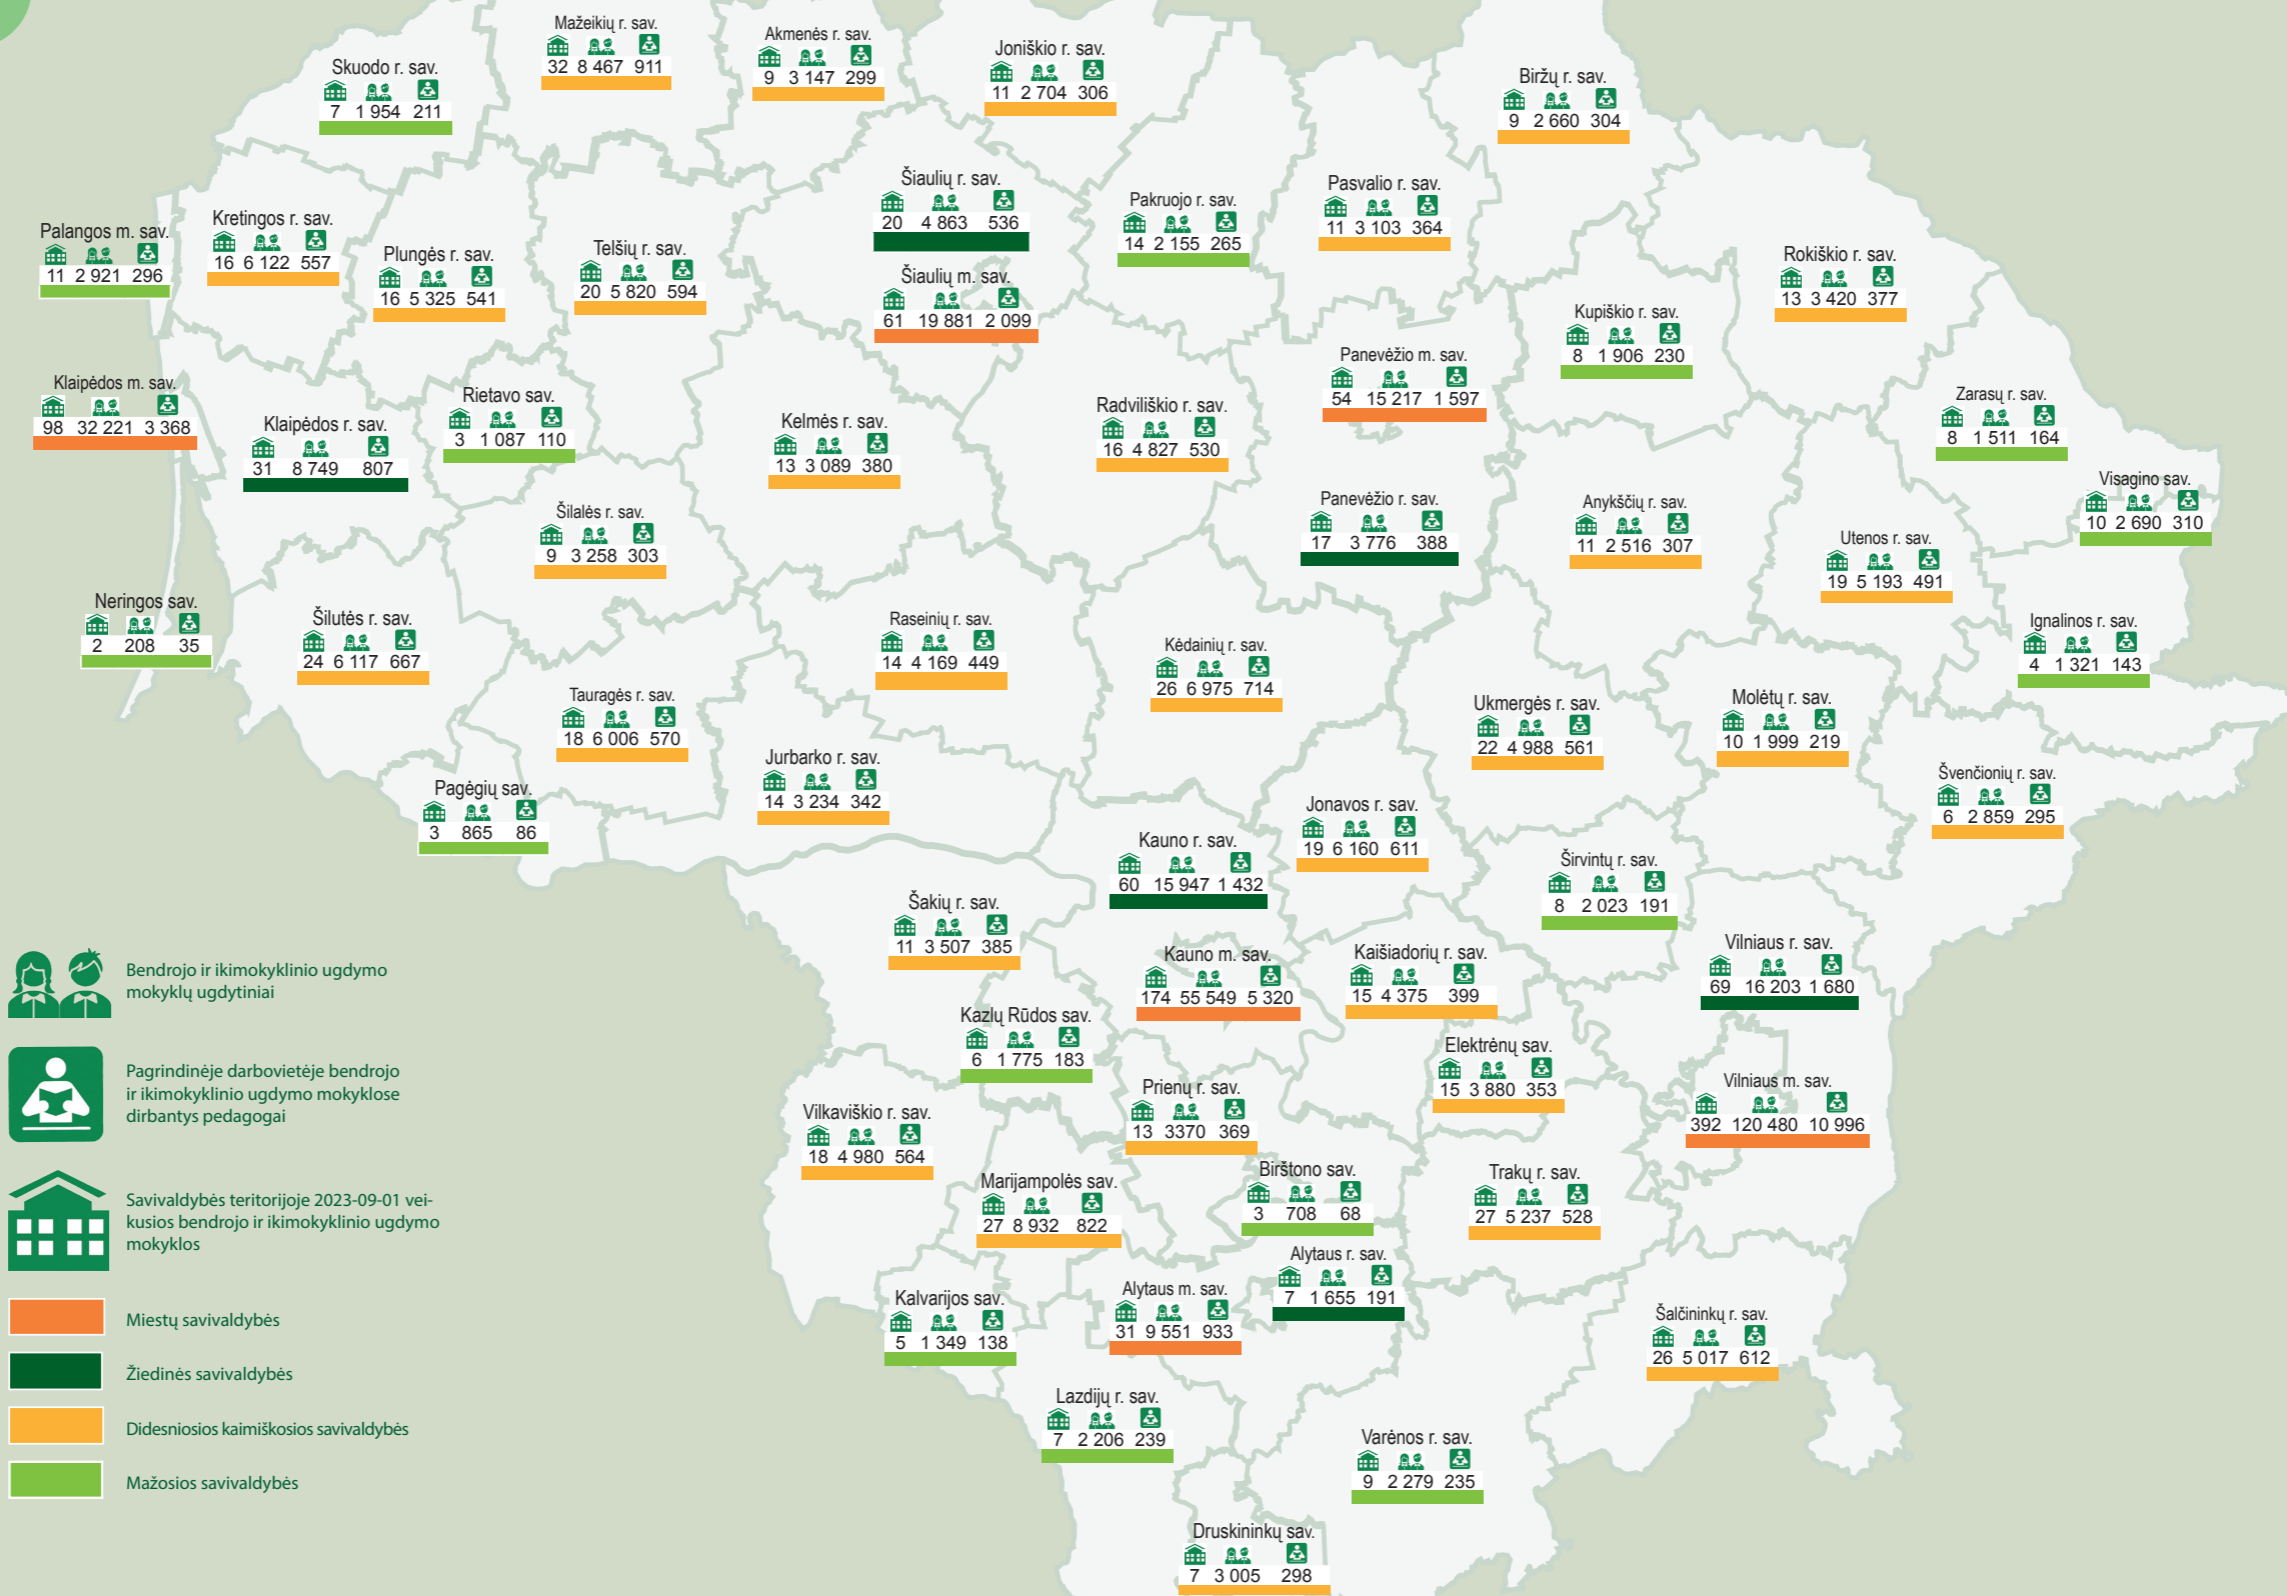 Mažeikių r. sav.
32 8 467 911
Akmenės r. sav.
9 3 147 299
Joniškio r. sav.
11 2 704 306
Skuodo r. sav.
7 1 954 211
Biržų r. sav.
9 2 660 304
Šiaulių r. sav.
20 4 863 536
Pakruojo r. sav.
14 2 155 265
Pasvalio r. sav.
11 3 103 364
Palangos m. sav.
11 2 921 296
Kretingos r. sav.
16 6 122 557
Plungės r. sav.
16 5 325 541
Telšių r. sav.
20 5 820 594
Šiaulių m. sav.
61 19 881 2 099
Rokiškio r. sav.
13 3 420 377
Kupiškio r. sav.
8 1 906 230
Panevėžio m. sav.
54 15 217 1 597
Klaipėdos m. sav.
98 32 221 3 368
Klaipėdos r. sav.
31 8 749 807
Rietavo sav.
3 1 087 110
Kelmės r. sav.
13 3 089 380
Radviliškio r. sav.
16 4 827 530
Zarasų r. sav.
8 1 511 164
Visagino sav.
10 2 690 310
Šilalės r. sav.
9 3 258 303
Panevėžio r. sav.
17 3 776 388
Anykščių r. sav.
11 2 516 307
Utenos r. sav.
19 5 193 491
Neringos sav.
2 208 35
Šilutės r. sav.
24 6 117 667
Raseinių r. sav.
14 4 169 449
Kėdainių r. sav.
26 6 975 714
Ignalinos r. sav.
4 1 321 143
Tauragės r. sav.
18 6 006 570
Ukmergės r. sav.
22 4 988 561
Molėtų r. sav.
10 1 999 219
Jurbarko r. sav.
14 3 234 342
Pagėgių sav.
3 865 86
Švenčionių r. sav.
6 2 859 295
Jonavos r. sav.
19 6 160 611
Kauno r. sav.
60 15 947 1 432
Širvintų r. sav.
8 2 023 191
Šakių r. sav.
11 3 507 385
Kauno m. sav.
174 55 549 5 320
Kaišiadorių r. sav.
15 4 375 399
Vilniaus r. sav.
69 16 203 1 680
Kazlų Rūdos sav.
6 1 775 183
Elektrėnų sav.
15 3 880 353
Prienų r. sav.
13 3370 369
Vilniaus m. sav.
392 120 480 10 996
Vilkaviškio r. sav.
18 4 980 564
Marijampolės sav.
27 8 932 822
Birštono sav.
3 708 68
Trakų r. sav.
27 5 237 528
Alytaus r. sav.
7 1 655 191
Alytaus m. sav.
31 9 551 933
Kalvarijos sav.
5 1 349 138
Šalčininkų r. sav.
26 5 017 612
Lazdijų r. sav.
7 2 206 239
Varėnos r. sav.
9 2 279 235
Druskininkų sav.
7 3 005 298
Bendrojo ir ikimokyklinio ugdymo
mokyklų ugdytiniai
Pagrindinėje darbovietėje bendrojo
ir ikimokyklinio ugdymo mokyklose
dirbantys pedagogai
Savivaldybės teritorijoje 2023-09-01 vei-
kusios bendrojo ir ikimokyklinio ugdymo
mokyklos
Miestų savivaldybės
Žiedinės savivaldybės
Didesniosios kaimiškosios savivaldybės
Mažosios savivaldybės